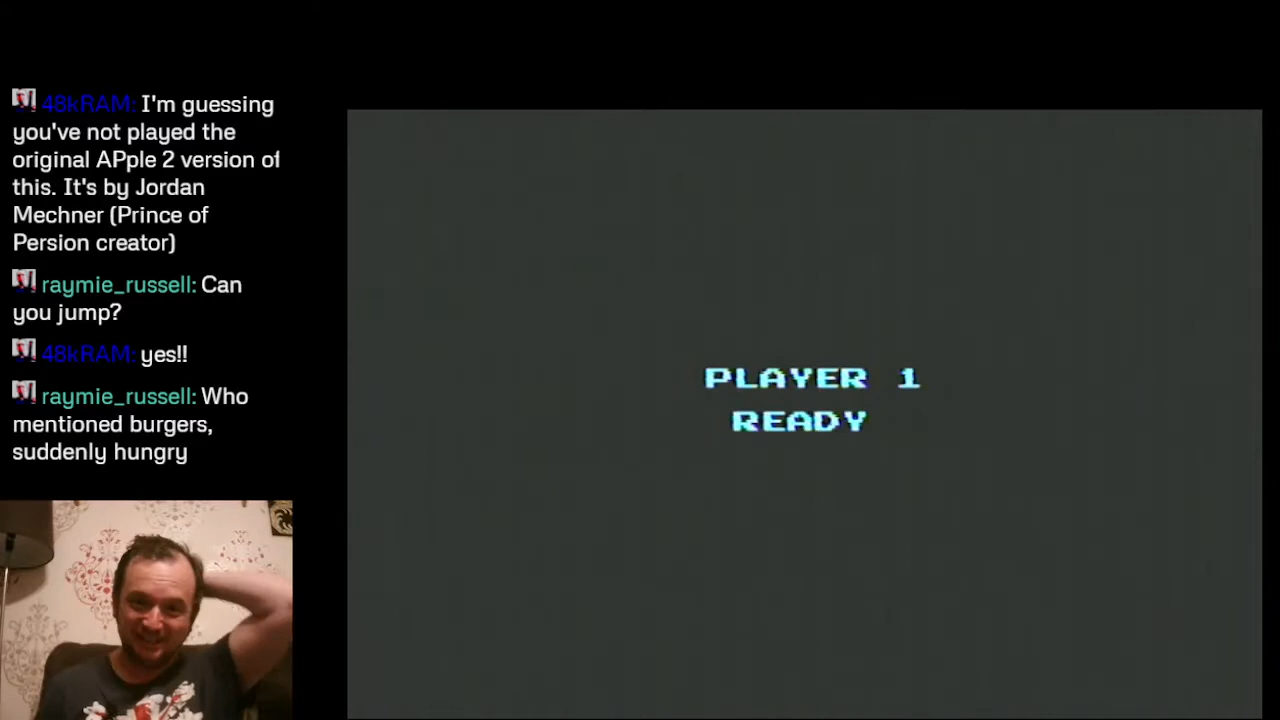 48kRAM: I'm guessing
you've not played the
original APple 2 version of
this. It's by Jordan
Mechner (Prince of
Persion creator)
raymie_russell: Can
you jump?
48kRAM: yes!!
raymie_russell: Who
mentioned burgers,
suddenly hungry
PLAYER 1
READY